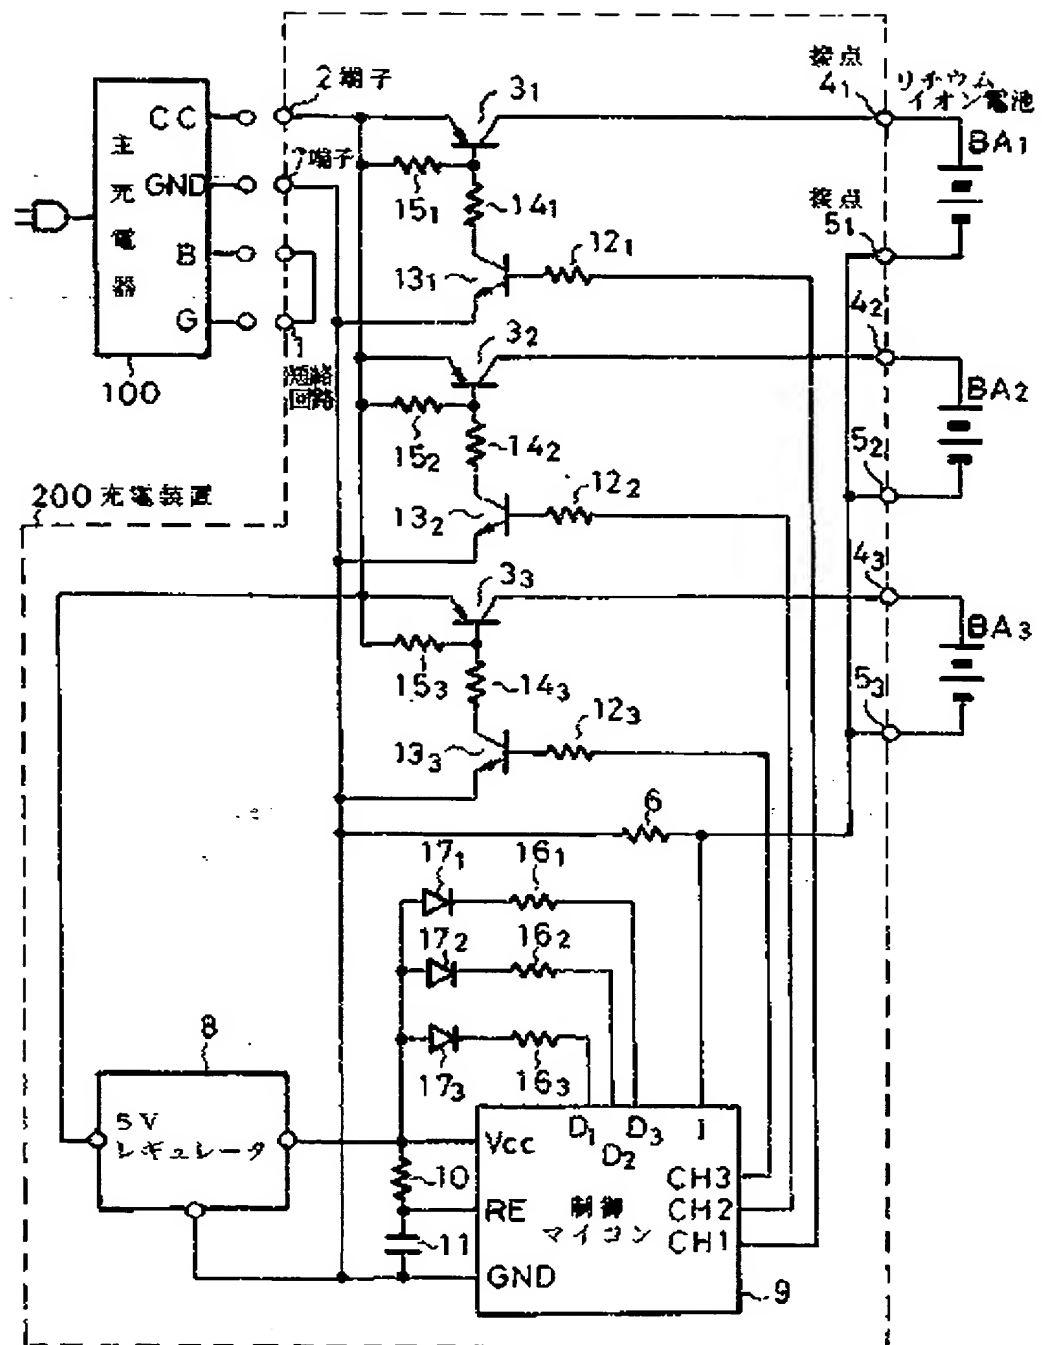 2 端子
3₁
接点
4₁
リチウム
イオン電池
BA₁
主充電器
CC
GND
B
G
7 端子
15₁
14₁
接点
5₁
12₁
13₁
4₂
1
短絡
回路
100
3₂
BA₂
15₂
14₂
5₂
200 充電装置
12₂
13₂
4₃
3₃
BA₃
15₃
14₃
5₃
12₃
13₃
6
17₁
16₁
17₂
16₂
8
17₃
16₃
5V
レギュレータ
D₁
D₂
D₃
I
Vcc
10
CH3
RE
制御
マイコン
CH2
11
CH1
GND
9